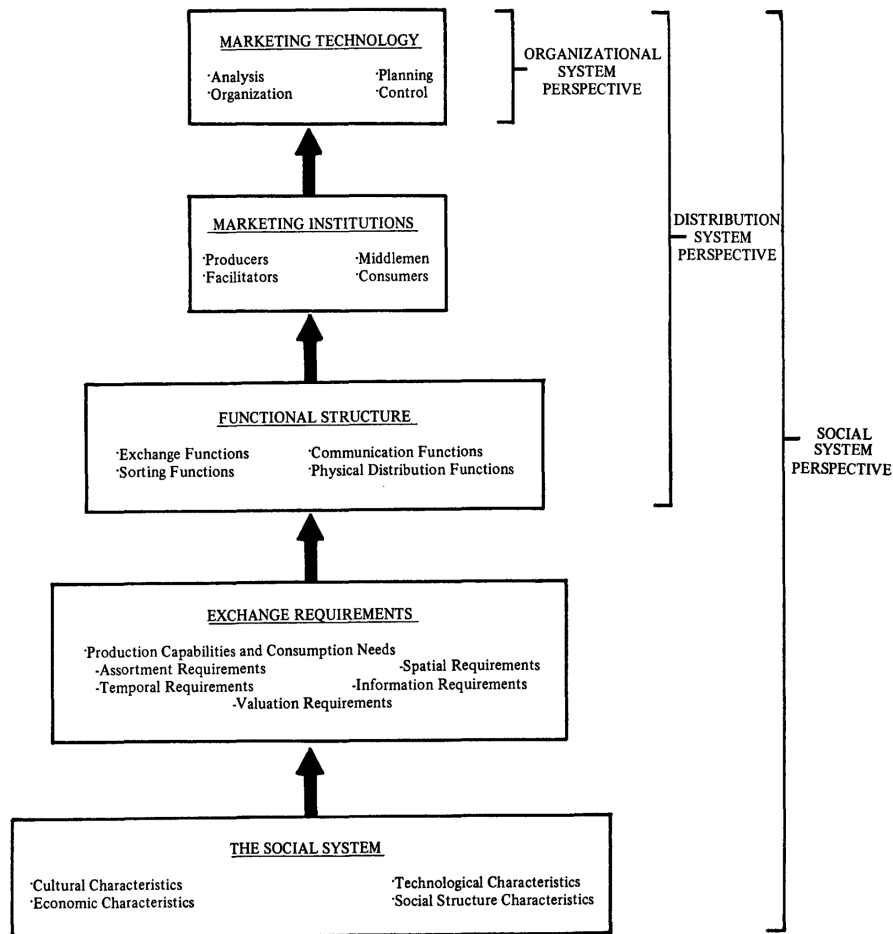 MARKETING TECHNOLOGY
·Analysis ·Planning
·Organization ·Control
ORGANIZATIONAL
SYSTEM
PERSPECTIVE
MARKETING INSTITUTIONS
·Producers ·Middlemen
·Facilitators ·Consumers
DISTRIBUTION
SYSTEM
PERSPECTIVE
FUNCTIONAL STRUCTURE
·Exchange Functions ·Communication Functions
·Sorting Functions ·Physical Distribution Functions
SOCIAL
SYSTEM
PERSPECTIVE
EXCHANGE REQUIREMENTS
·Production Capabilities and Consumption Needs
-Assortment Requirements -Spatial Requirements
-Temporal Requirements -Information Requirements
-Valuation Requirements
THE SOCIAL SYSTEM
·Cultural Characteristics ·Technological Characteristics
·Economic Characteristics ·Social Structure Characteristics